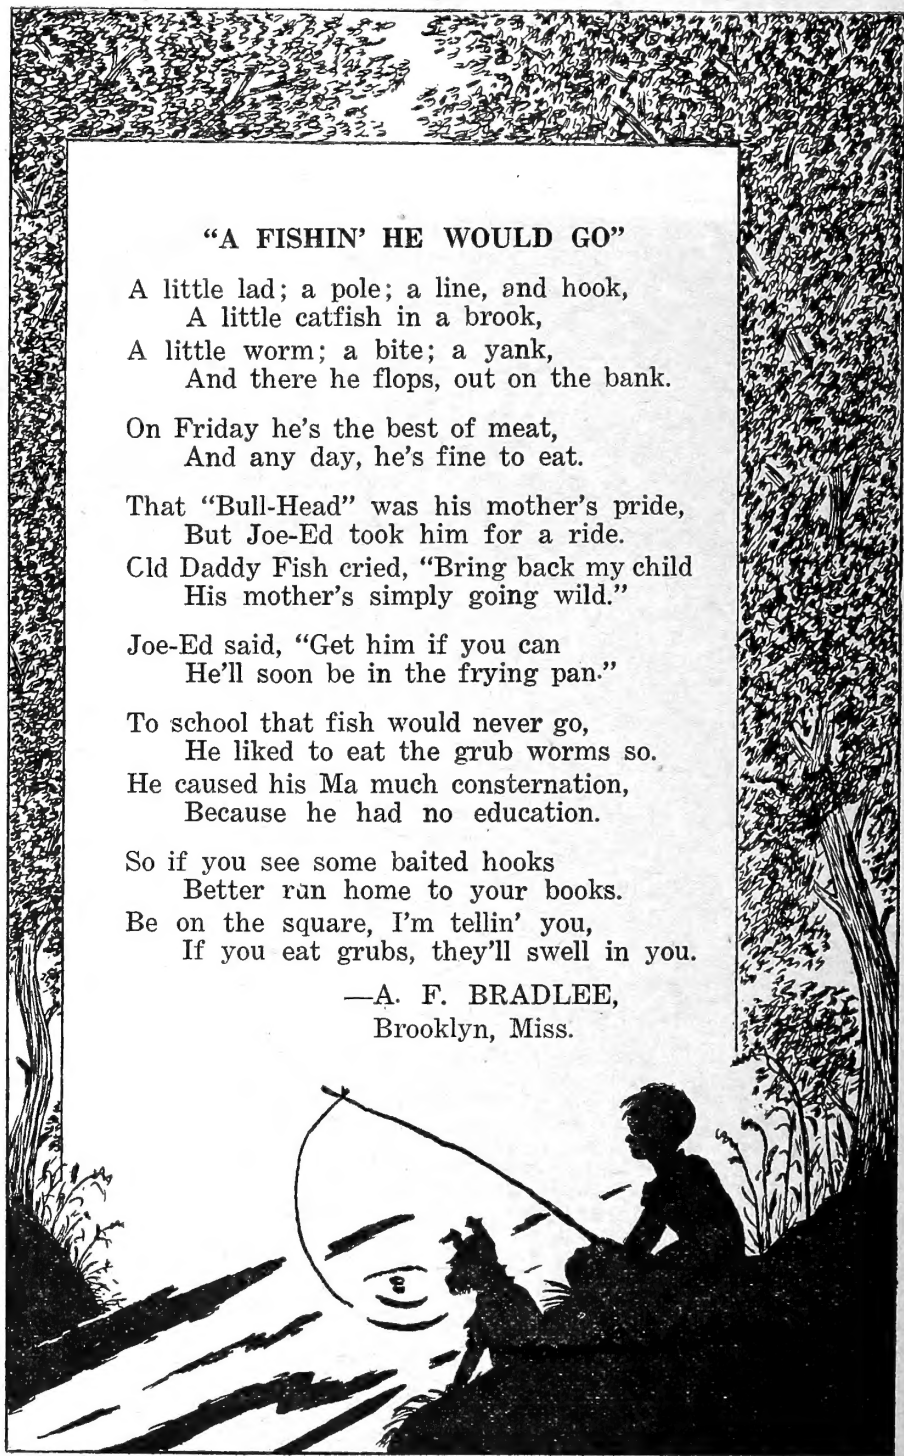 “A FISHIN’ HE WOULD GO”
A little lad; a pole; a line, and hook,
A little catfish in a brook,
A little worm; a bite; a yank,
And there he flops, out on the bank.
On Friday he’s the best of meat,
And any day, he’s fine to eat.
That “Bull-Head” was his mother’s pride,
But Joe-Ed took him for a ride.
Cld Daddy Fish cried, “Bring back my child
His mother’s simply going wild.”
Joe-Ed said, “Get him if you can
He’ll soon be in the frying pan.”
To school that fish would never go,
He liked to eat the grub worms so.
He caused his Ma much consternation,
Because he had no education.
So if you see some baited hooks
Better run home to your books.
Be on the square, I’m tellin’ you,
If you eat grubs, they’ll swell in you.
—A. F. BRADLEE,
Brooklyn, Miss.